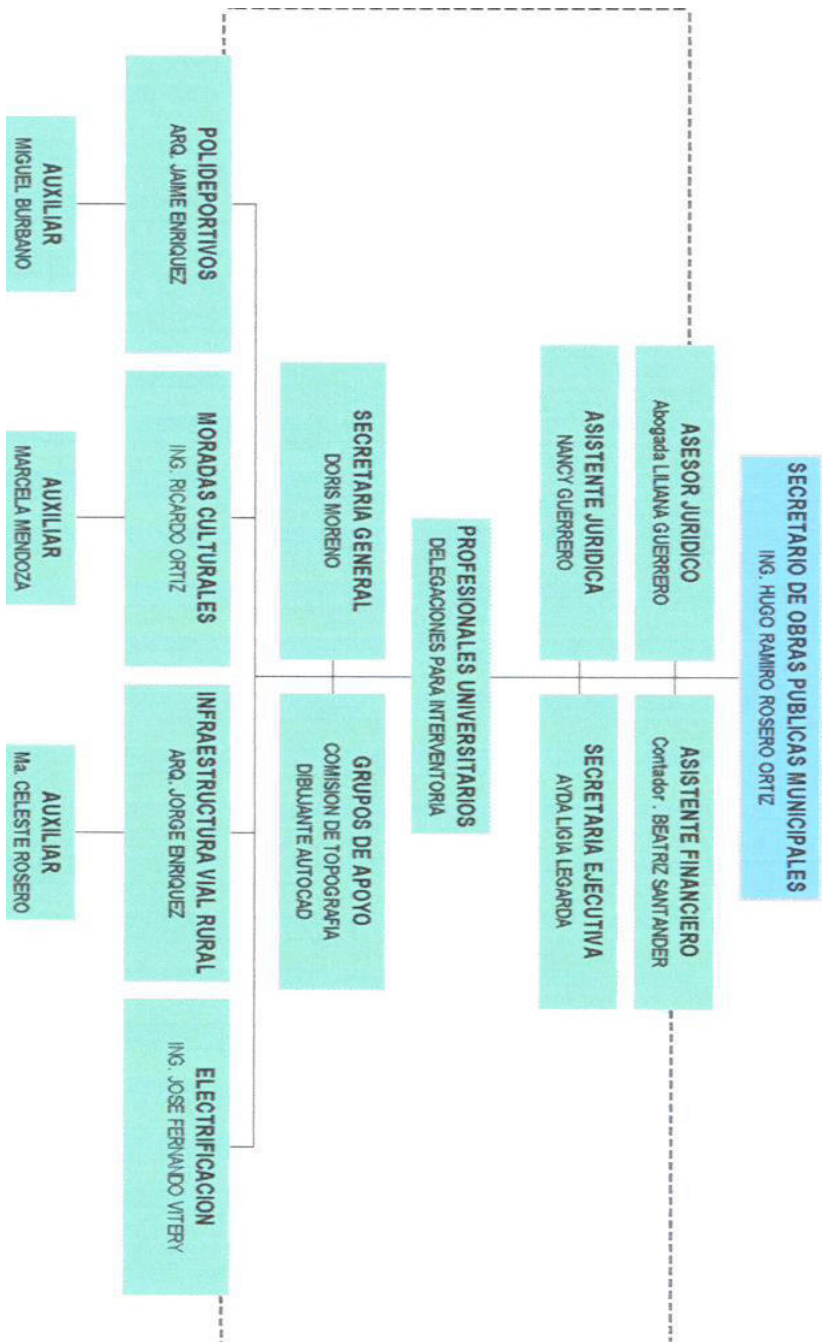 SECRETARIO DE OBRAS PUBLICAS MUNICIPALES
ING. HUGO RAMIRO ROSERO ORTIZ
ASESOR JURIDICO
Abogada LILIANA GUERRERO
ASISTENTE FINANCIERO
Contador . BEATRIZ SANTANDER
ASISTENTE JURIDICA
NANCY GUERRERO
SECRETARIA EJECUTIVA
AYDA LIGIA LEGARDA
PROFESIONALES UNIVERSITARIOS
DELEGACIONES PARA INTERVENTORIA
SECRETARIA GENERAL
DORIS MORENO
GRUPOS DE APOYO
COMISION DE TOPOGRAFIA
DIBUJANTE AUTOCAD
POLIDEPORTIVOS
ARQ. JAIME ENRIQUEZ
MORADAS CULTURALES
ING. RICARDO ORTIZ
INFRAESTRUCTURA VIAL RURAL
ARQ. JORGE ENRIQUEZ
ELECTRIFICACION
ING. JOSE FERNANDO VITERY
AUXILIAR
MIGUEL BURBANO
AUXILIAR
MARCELA MENDOZA
AUXILIAR
Ma. CELESTE ROSERO